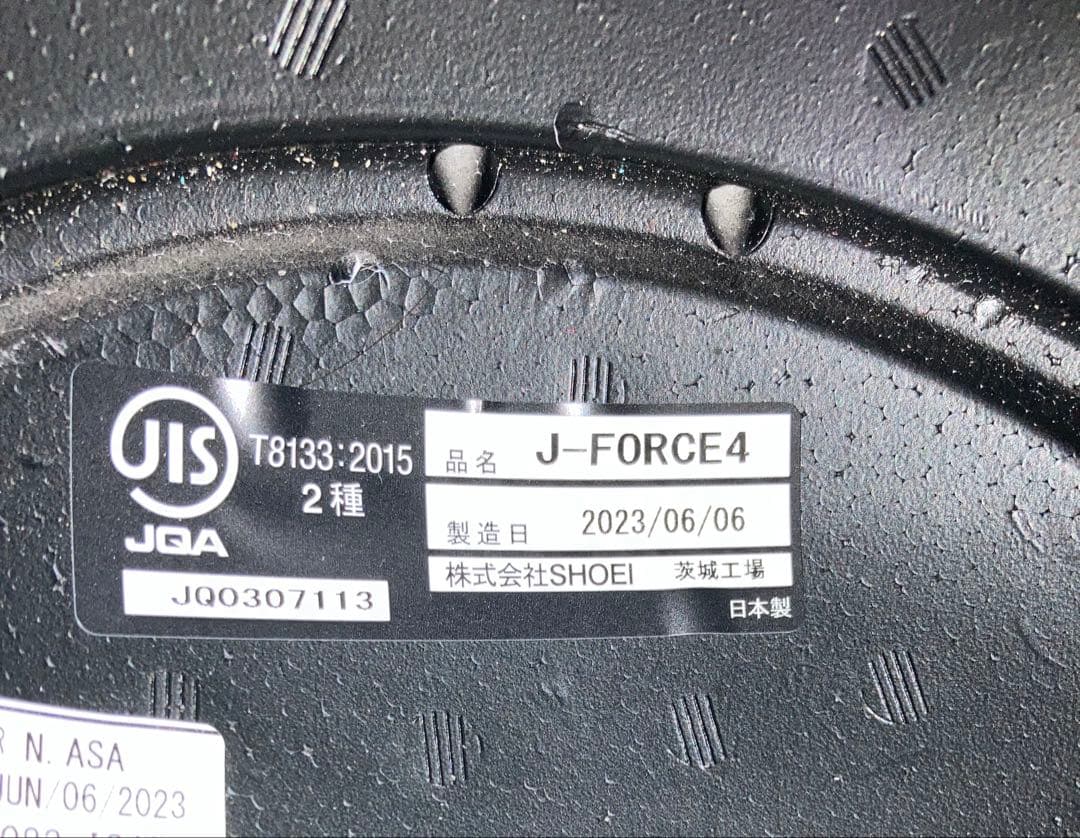 JIS
JQA
T8133:2015
2種
JQ0307113
品名 J-FORCE4
製造日 2023/06/06
株式会社SHOEI 茨城工場
日本製
R N. ASA
JUN/06/2023